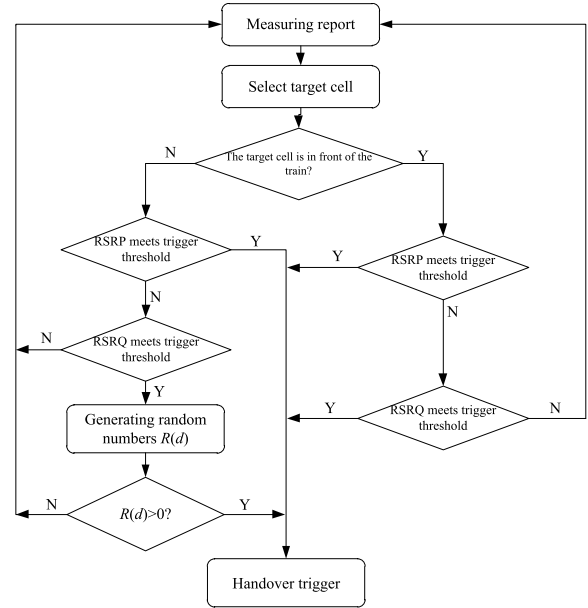 Measuring report
Select target cell
The target cell is in front of the
train?
N
Y
RSRP meets trigger
threshold
Y
N
RSRP meets trigger
threshold
Y
N
RSRQ meets trigger
threshold
N
Y
RSRQ meets trigger
threshold
Y
N
Generating random
numbers R(d)
R(d)>0?
N
Y
Handover trigger